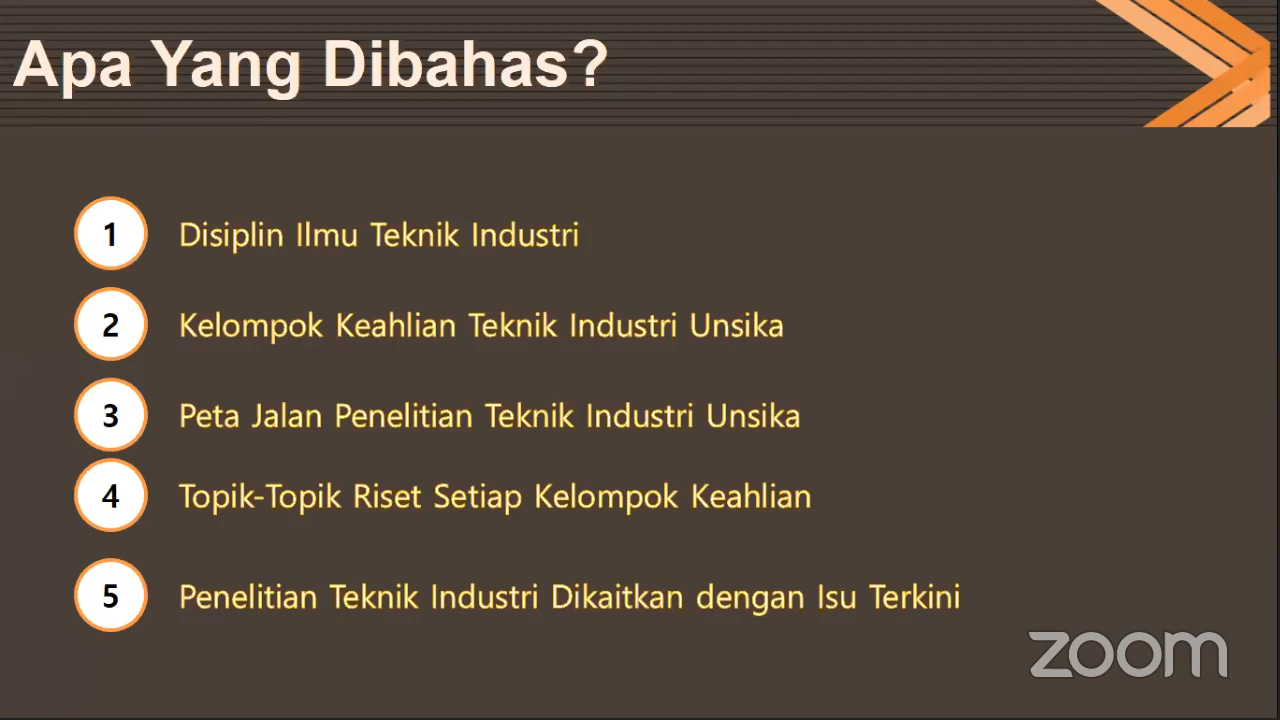 Apa Yang Dibahas?
1 Disiplin Ilmu Teknik Industri
2 Kelompok Keahlian Teknik Industri Unsika
3 Peta Jalan Penelitian Teknik Industri Unsika
4 Topik-Topik Riset Setiap Kelompok Keahlian
5 Penelitian Teknik Industri Dikaitkan dengan Isu Terkini
zoom